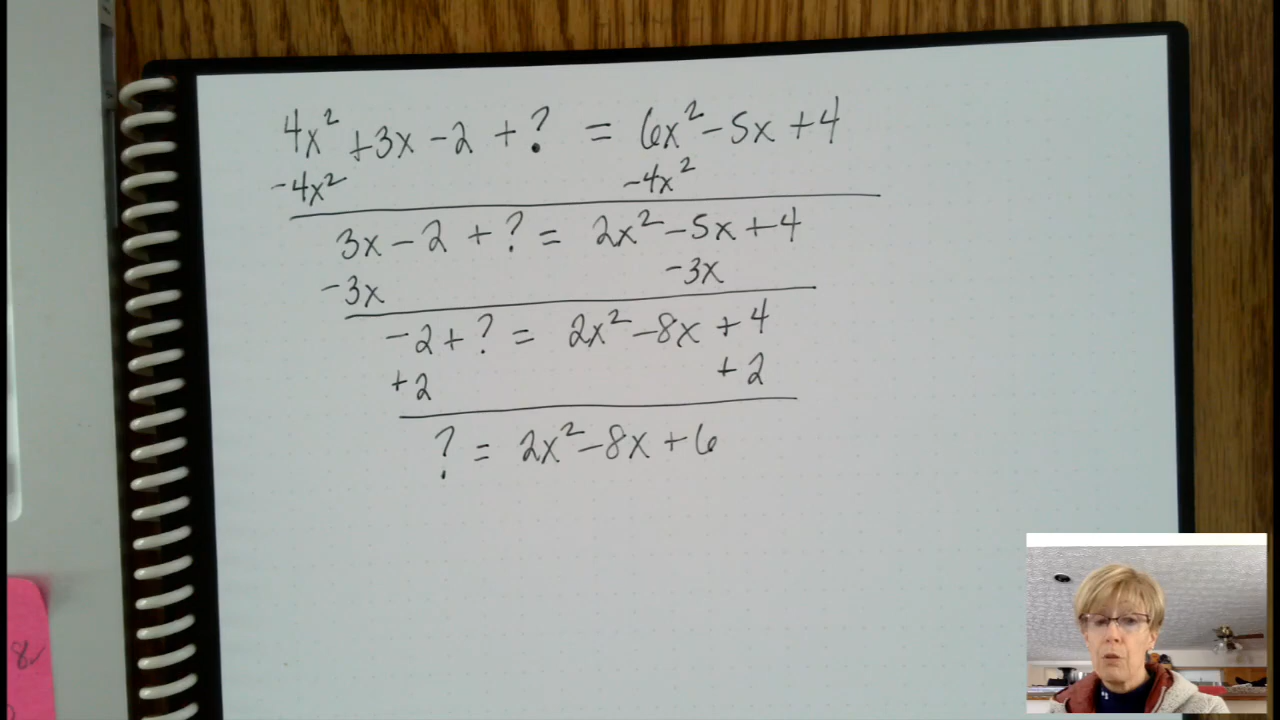 4x² +3x -2 + ? = 6x² -5x +4
-4x² -4x²
3x -2 + ? = 2x² -5x +4
-3x -3x
-2 + ? = 2x² -8x +4
+2 +2
? = 2x² -8x +6
8